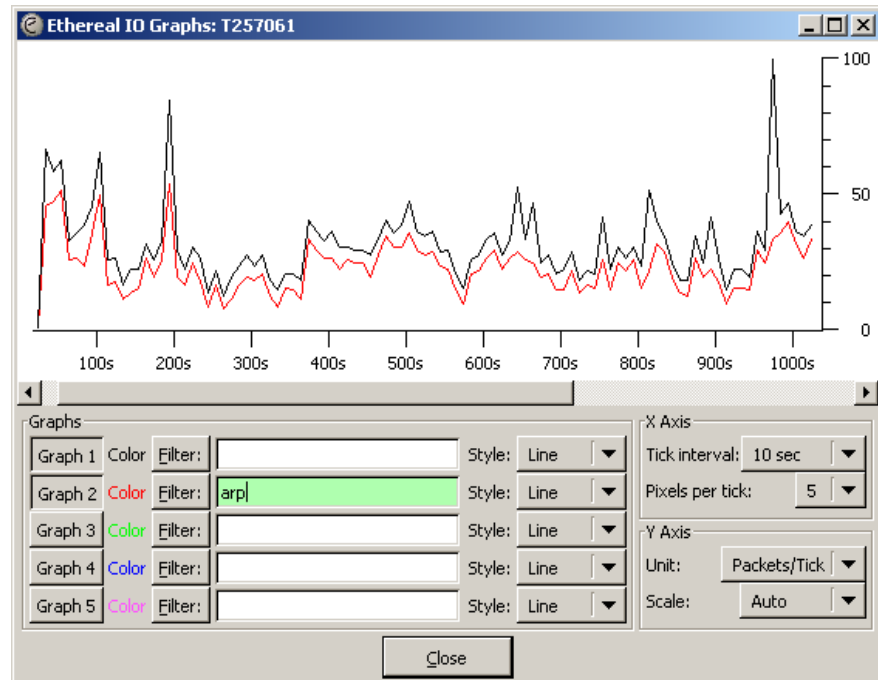 Ethereal IO Graphs: T257061
100
50
0
100s 200s 300s 400s 500s 600s 700s 800s 900s 1000s
Graphs
Graph 1 Color Filter: Style: Line
Graph 2 Color Filter: arp Style: Line
Graph 3 Color Filter: Style: Line
Graph 4 Color Filter: Style: Line
Graph 5 Color Filter: Style: Line
X Axis
Tick interval: 10 sec
Pixels per tick: 5
Y Axis
Unit: Packets/Tick
Scale: Auto
Close